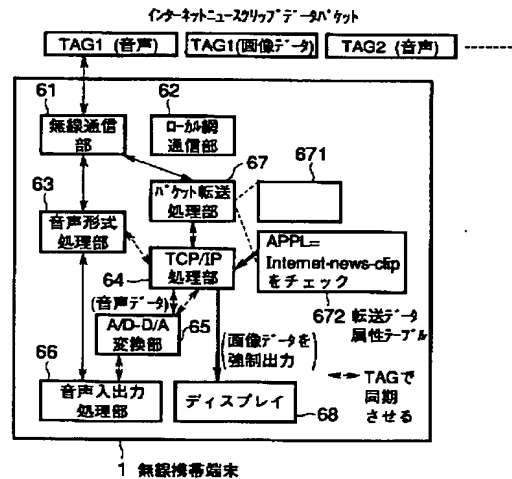 インターネットニュースクリップデータパケット
TAG1 (音声)
TAG1(画像データ)
TAG2 (音声)
61
無線通信
部
62
ローカル網
通信部
67
パケット転送
処理部
671
63
音声形式
処理部
64
TCP/IP
処理部
APPL=
Internet-news-clip
をチェック
672 転送データ
属性テーブル
(音声データ)
A/D-D/A
変換部
65
(画像データを
強制出力)
TAGで
同期
させる
66
音声入出力
処理部
ディスプレイ
68
1 無線携帯端末